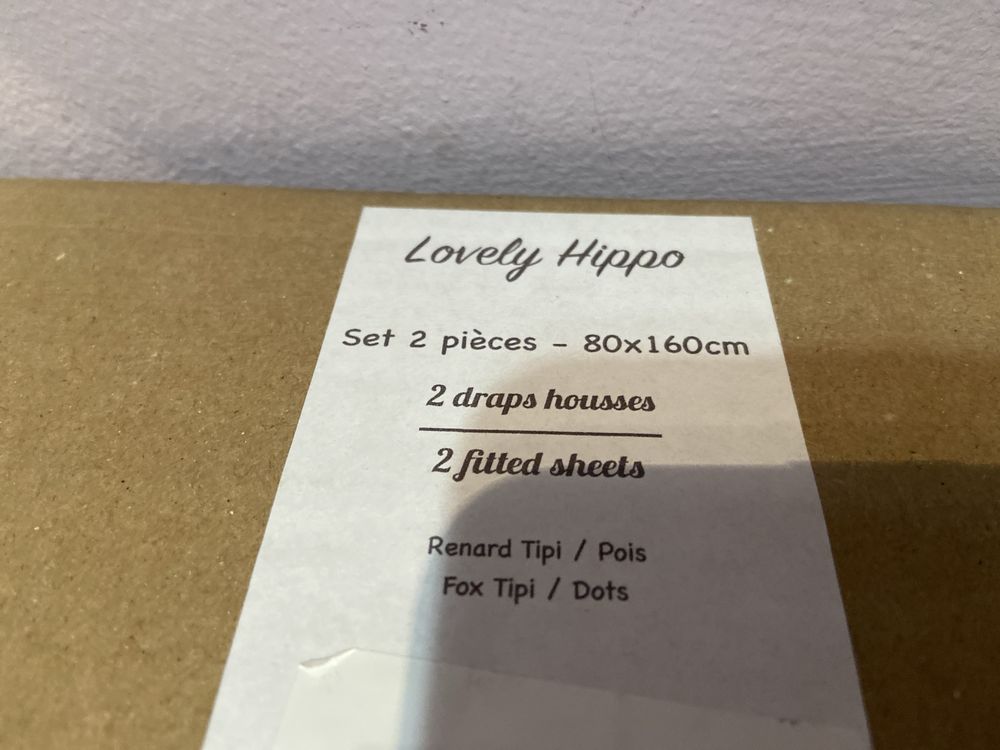 Lovely Hippo
Set 2 pièces – 80x160cm
2 draps housses
2 fitted sheets
Renard Tipi / Pois
Fox Tipi / Dots